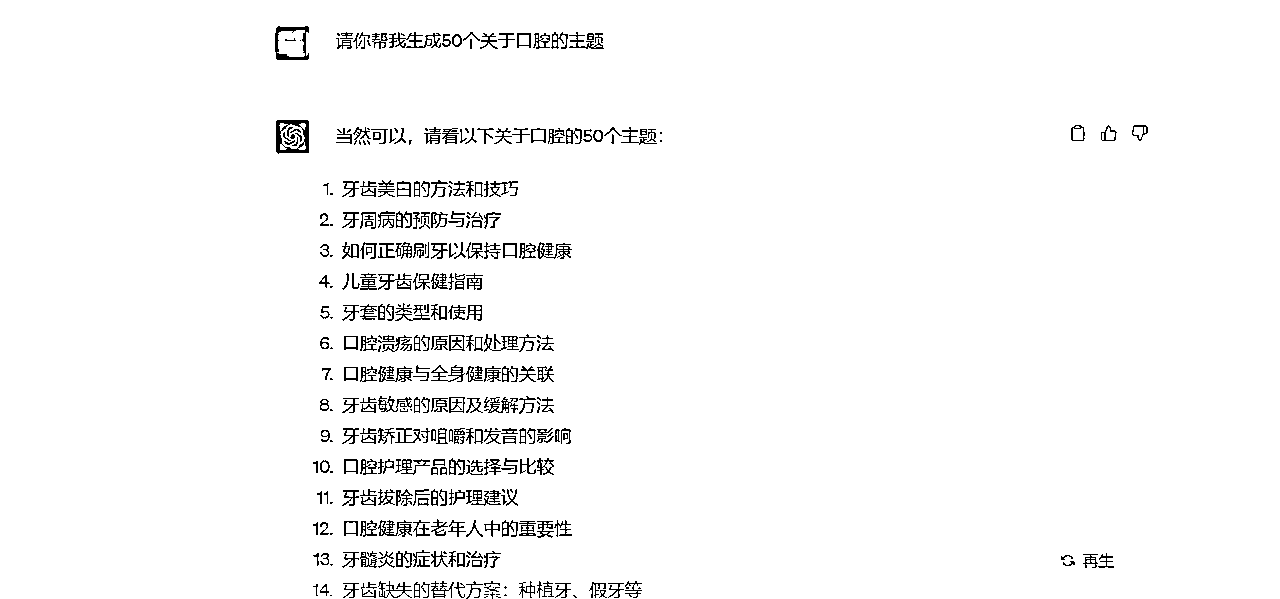 请你帮我生成50个关于口腔的主题
当然可以，请看以下关于口腔的50个主题：
1. 牙齿美白的方法和技巧
2. 牙周病的预防与治疗
3. 如何正确刷牙以保持口腔健康
4. 儿童牙齿保健指南
5. 牙套的类型和使用
6. 口腔溃疡的原因和处理方法
7. 口腔健康与全身健康的关联
8. 牙齿敏感的原因及缓解方法
9. 牙齿矫正对咀嚼和发音的影响
10. 口腔护理产品的选择与比较
11. 牙齿拔除后的护理建议
12. 口腔健康在老年人中的重要性
13. 牙髓炎的症状和治疗
再生
14. 牙齿缺失的替代方案：种植牙、假牙等